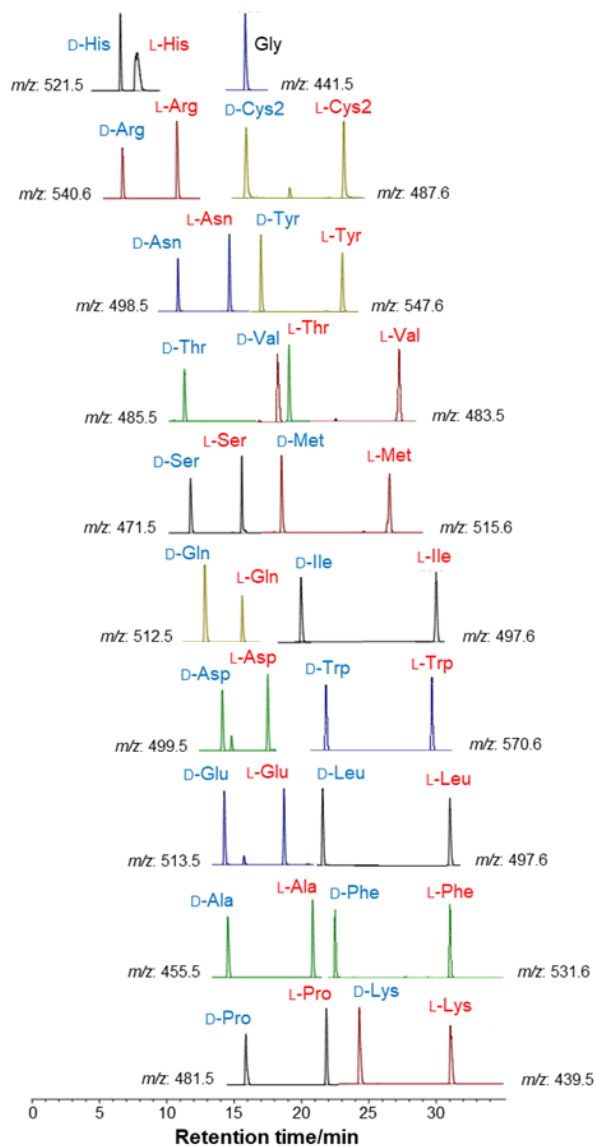 D-His L-His Gly
m/z: 521.5 m/z: 441.5
L-Arg D-Cys2 L-Cys2
D-Arg
m/z: 540.6 m/z: 487.6
L-Asn D-Tyr
D-Asn L-Tyr
m/z: 498.5 m/z: 547.6
L-Thr
D-Thr D-Val L-Val
m/z: 485.5 m/z: 483.5
L-Ser D-Met
D-Ser L-Met
m/z: 471.5 m/z: 515.6
D-Gln D-Ile L-Ile
L-Gln
m/z: 512.5 m/z: 497.6
L-Asp
D-Asp D-Trp L-Trp
m/z: 499.5 m/z: 570.6
D-Glu L-Glu D-Leu
L-Leu
m/z: 513.5 m/z: 497.6
L-Ala D-Phe L-Phe
D-Ala
m/z: 455.5 m/z: 531.6
L-Pro D-Lys
D-Pro L-Lys
m/z: 481.5 m/z: 439.5
0 5 10 15 20 25 30
Retention time/min